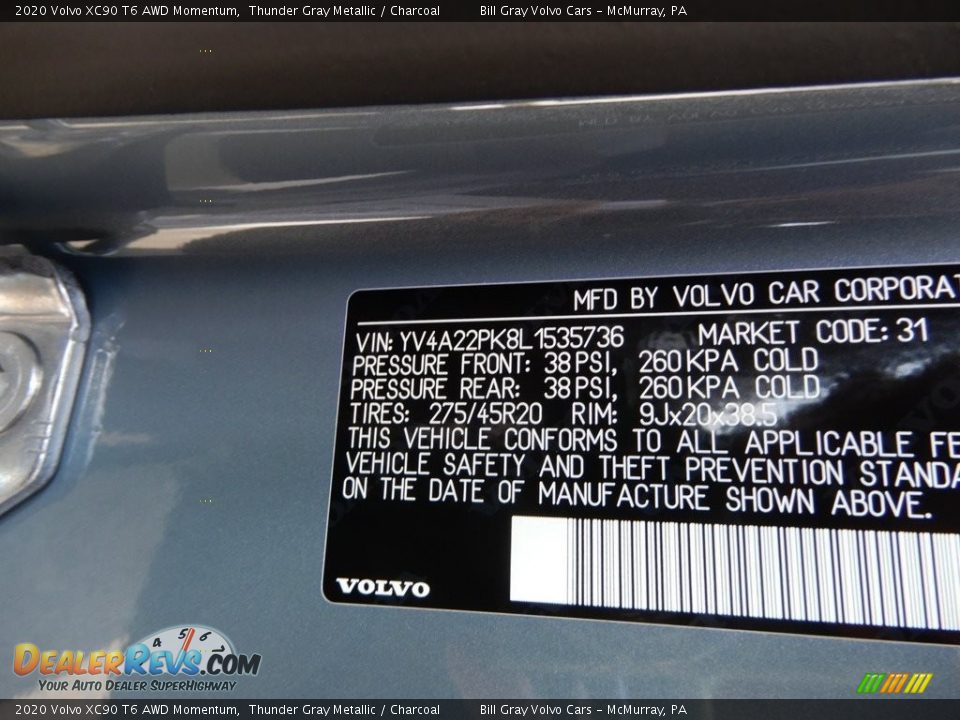 2020 Volvo XC90 T6 AWD Momentum, Thunder Gray Metallic / Charcoal Bill Gray Volvo Cars - McMurray, PA
MFD BY VOLVO CAR CORPORAT
VIN: YV4A22PK8L1535736 MARKET CODE: 31
PRESSURE FRONT: 38 PSI, 260 KPA COLD
PRESSURE REAR: 38 PSI, 260 KPA COLD
TIRES: 275/45R20 RIM: 9Jx20x38.5
THIS VEHICLE CONFORMS TO ALL APPLICABLE FE
VEHICLE SAFETY AND THEFT PREVENTION STANDA
ON THE DATE OF MANUFACTURE SHOWN ABOVE.
VOLVO
4 5 6 7
DEALERREVS.COM
YOUR AUTO DEALER SUPERHIGHWAY
2020 Volvo XC90 T6 AWD Momentum, Thunder Gray Metallic / Charcoal Bill Gray Volvo Cars - McMurray, PA